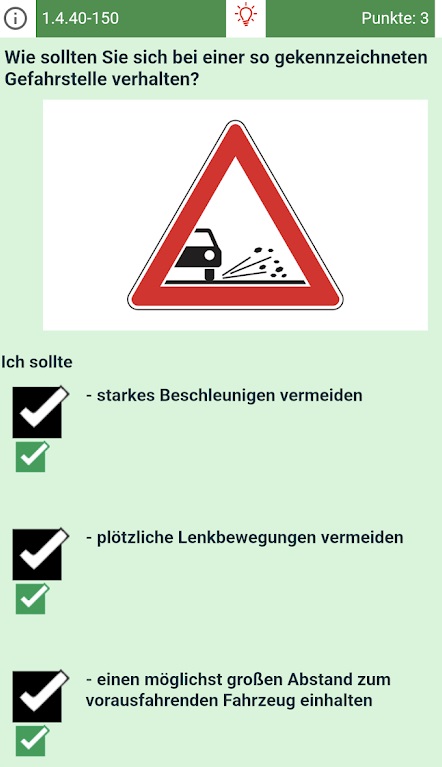 1.4.40-150
Punkte: 3
Wie sollten Sie sich bei einer so gekennzeichneten
Gefahrstelle verhalten?
Ich sollte
- starkes Beschleunigen vermeiden
- plötzliche Lenkbewegungen vermeiden
- einen möglichst großen Abstand zum
vorausfahrenden Fahrzeug einhalten